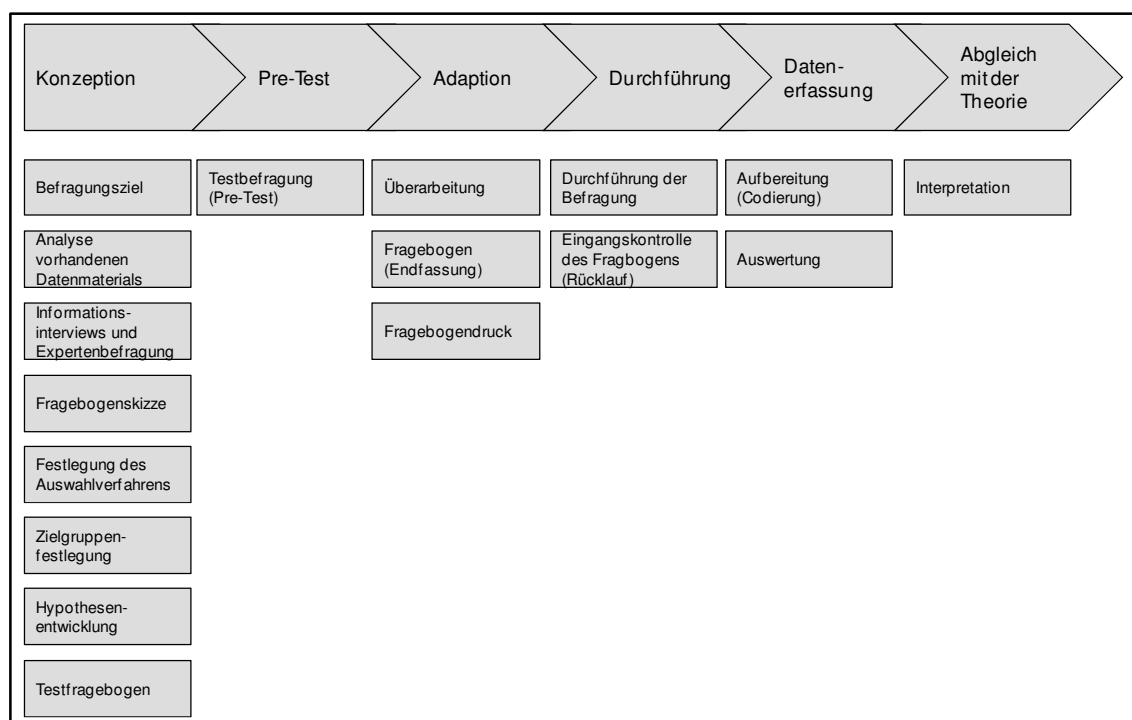 Konzeption
Pre-Test
Adaption
Durchführung
Daten-
erfassung
Abgleich
mit der
Theorie
Befragungsziel
Testbefragung
(Pre-Test)
Überarbeitung
Durchführung der
Befragung
Aufbereitung
(Codierung)
Interpretation
Analyse
vorhandenen
Datenmaterials
Fragebogen
(Endfassung)
Eingangskontrolle
des Fragbogens
(Rücklauf)
Auswertung
Informations-
interviews und
Expertenbefragung
Fragebogendruck
Fragebogenskizze
Festlegung des
Auswahlverfahrens
Zielgruppen-
festlegung
Hypothesen-
entwicklung
Testfragebogen